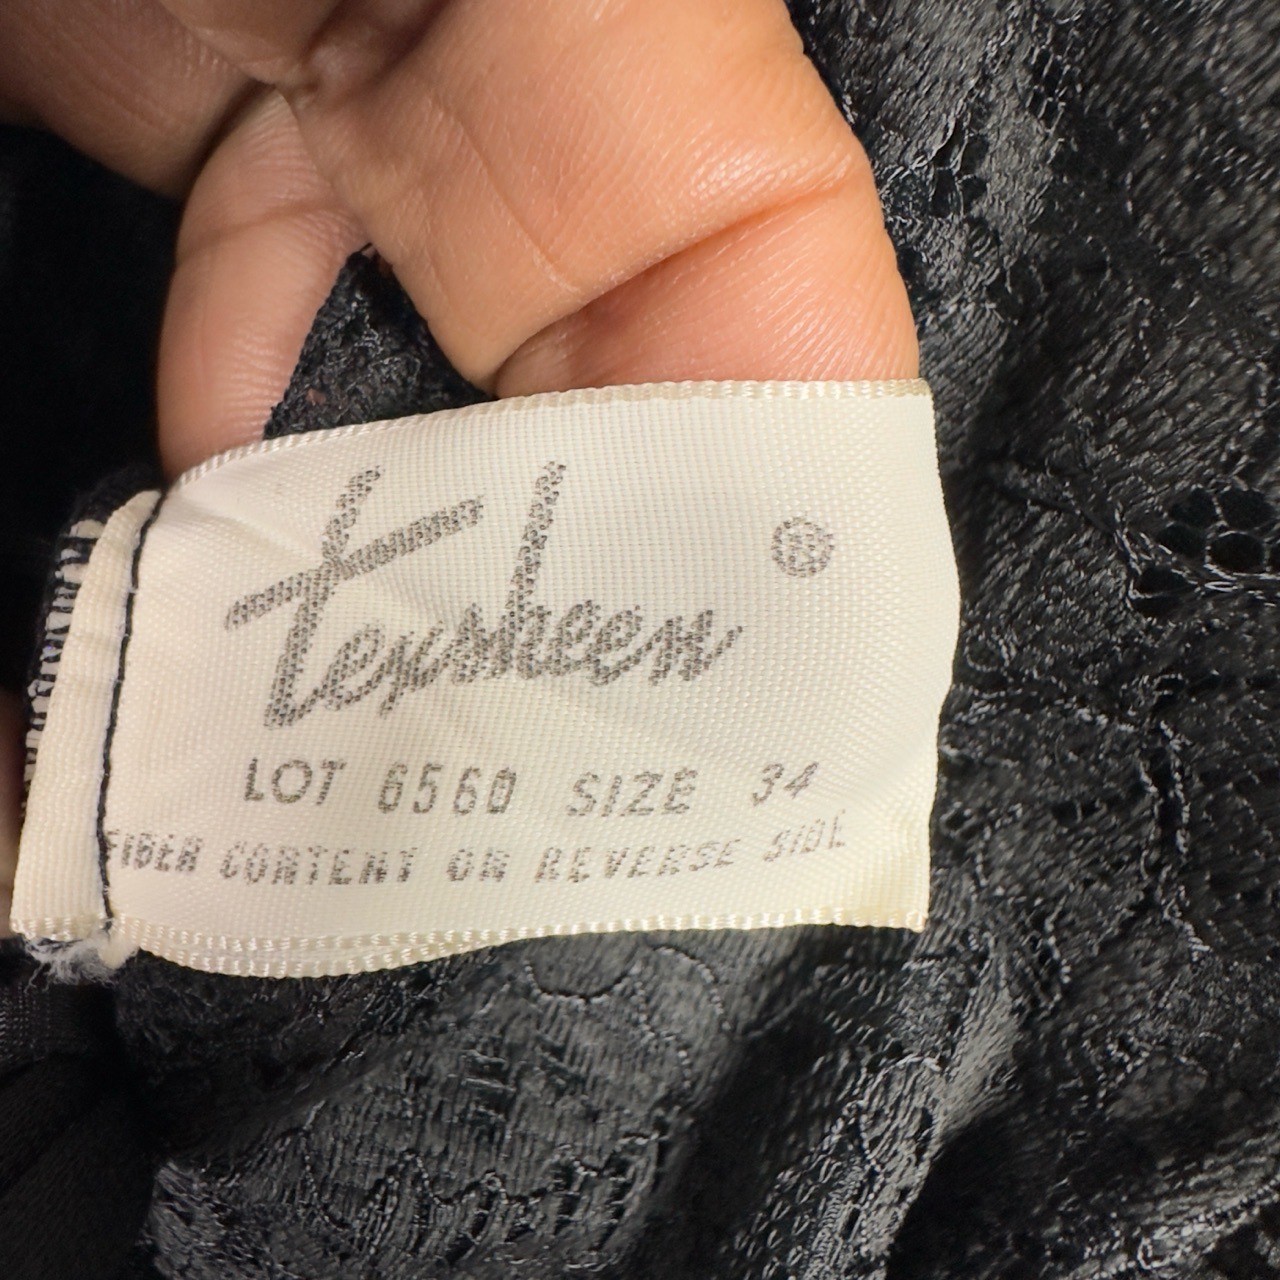 Texsheen ®
LOT 6560 SIZE 34
FIBER CONTENT ON REVERSE SIDE